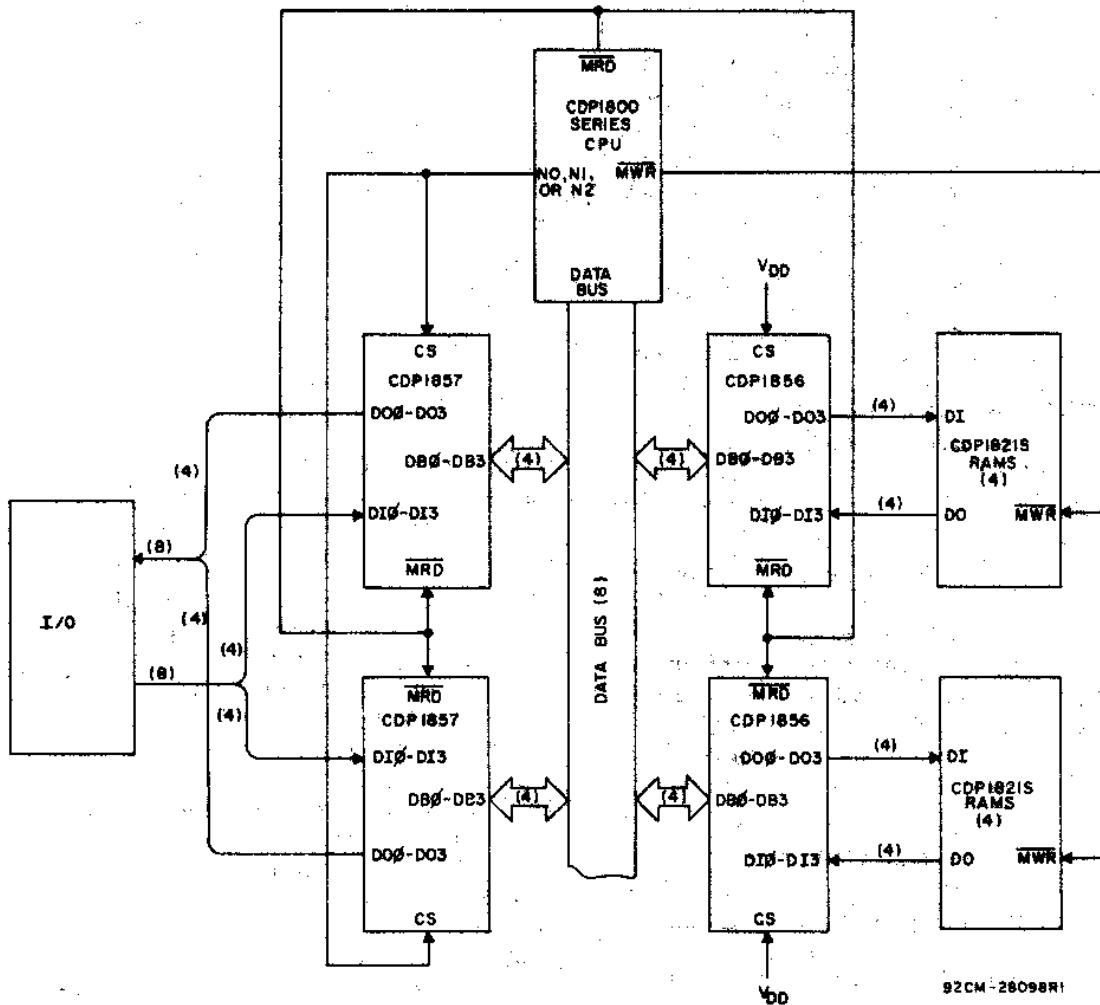 MRD
CDP1800
SERIES
CPU
N0, N1,
OR N2
MWR
DATA
BUS
VDD
CS
CDP1857
DOØ-DO3
DBØ-DB3
(4)
DIØ-DI3
MRD
CS
CDP1856
DOØ-DO3
(4)
DBØ-DB3
(4)
DIØ-DI3
(4)
MRD
DI
CDP1821S
RAMS
(4)
DO
MWR
(4)
(8)
I/O
(4)
(4)
(8)
(4)
DATA BUS (8)
MRD
CDP1857
DIØ-DI3
DBØ-DB3
(4)
DOØ-DO3
CS
MRD
CDP1856
DOØ-DO3
(4)
DBØ-DB3
(4)
DIØ-DI3
(4)
CS
VDD
DI
CDP1821S
RAMS
(4)
DO
MWR
92CM-28098R1